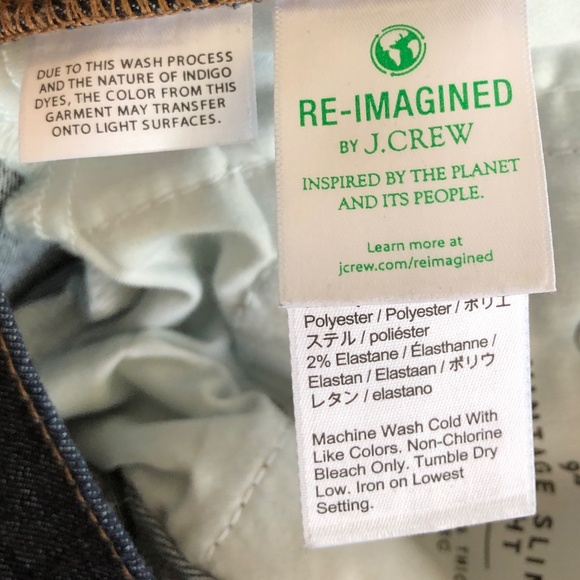 DUE TO THIS WASH PROCESS
AND THE NATURE OF INDIGO
DYES, THE COLOR FROM THIS
GARMENT MAY TRANSFER
ONTO LIGHT SURFACES.
RE-IMAGINED
BY J.CREW
INSPIRED BY THE PLANET
AND ITS PEOPLE.
Learn more at
jcrew.com/reimagined
Polyester / Polyester / ポリエ
ステル / poliéster
2% Elastane / Élasthanne /
Elastan / Elastaan / ポリウ
レタン / elastano
Machine Wash Cold With
Like Colors. Non-Chlorine
Bleach Only. Tumble Dry
Low. Iron on Lowest
Setting.
VINTAGE SLIM